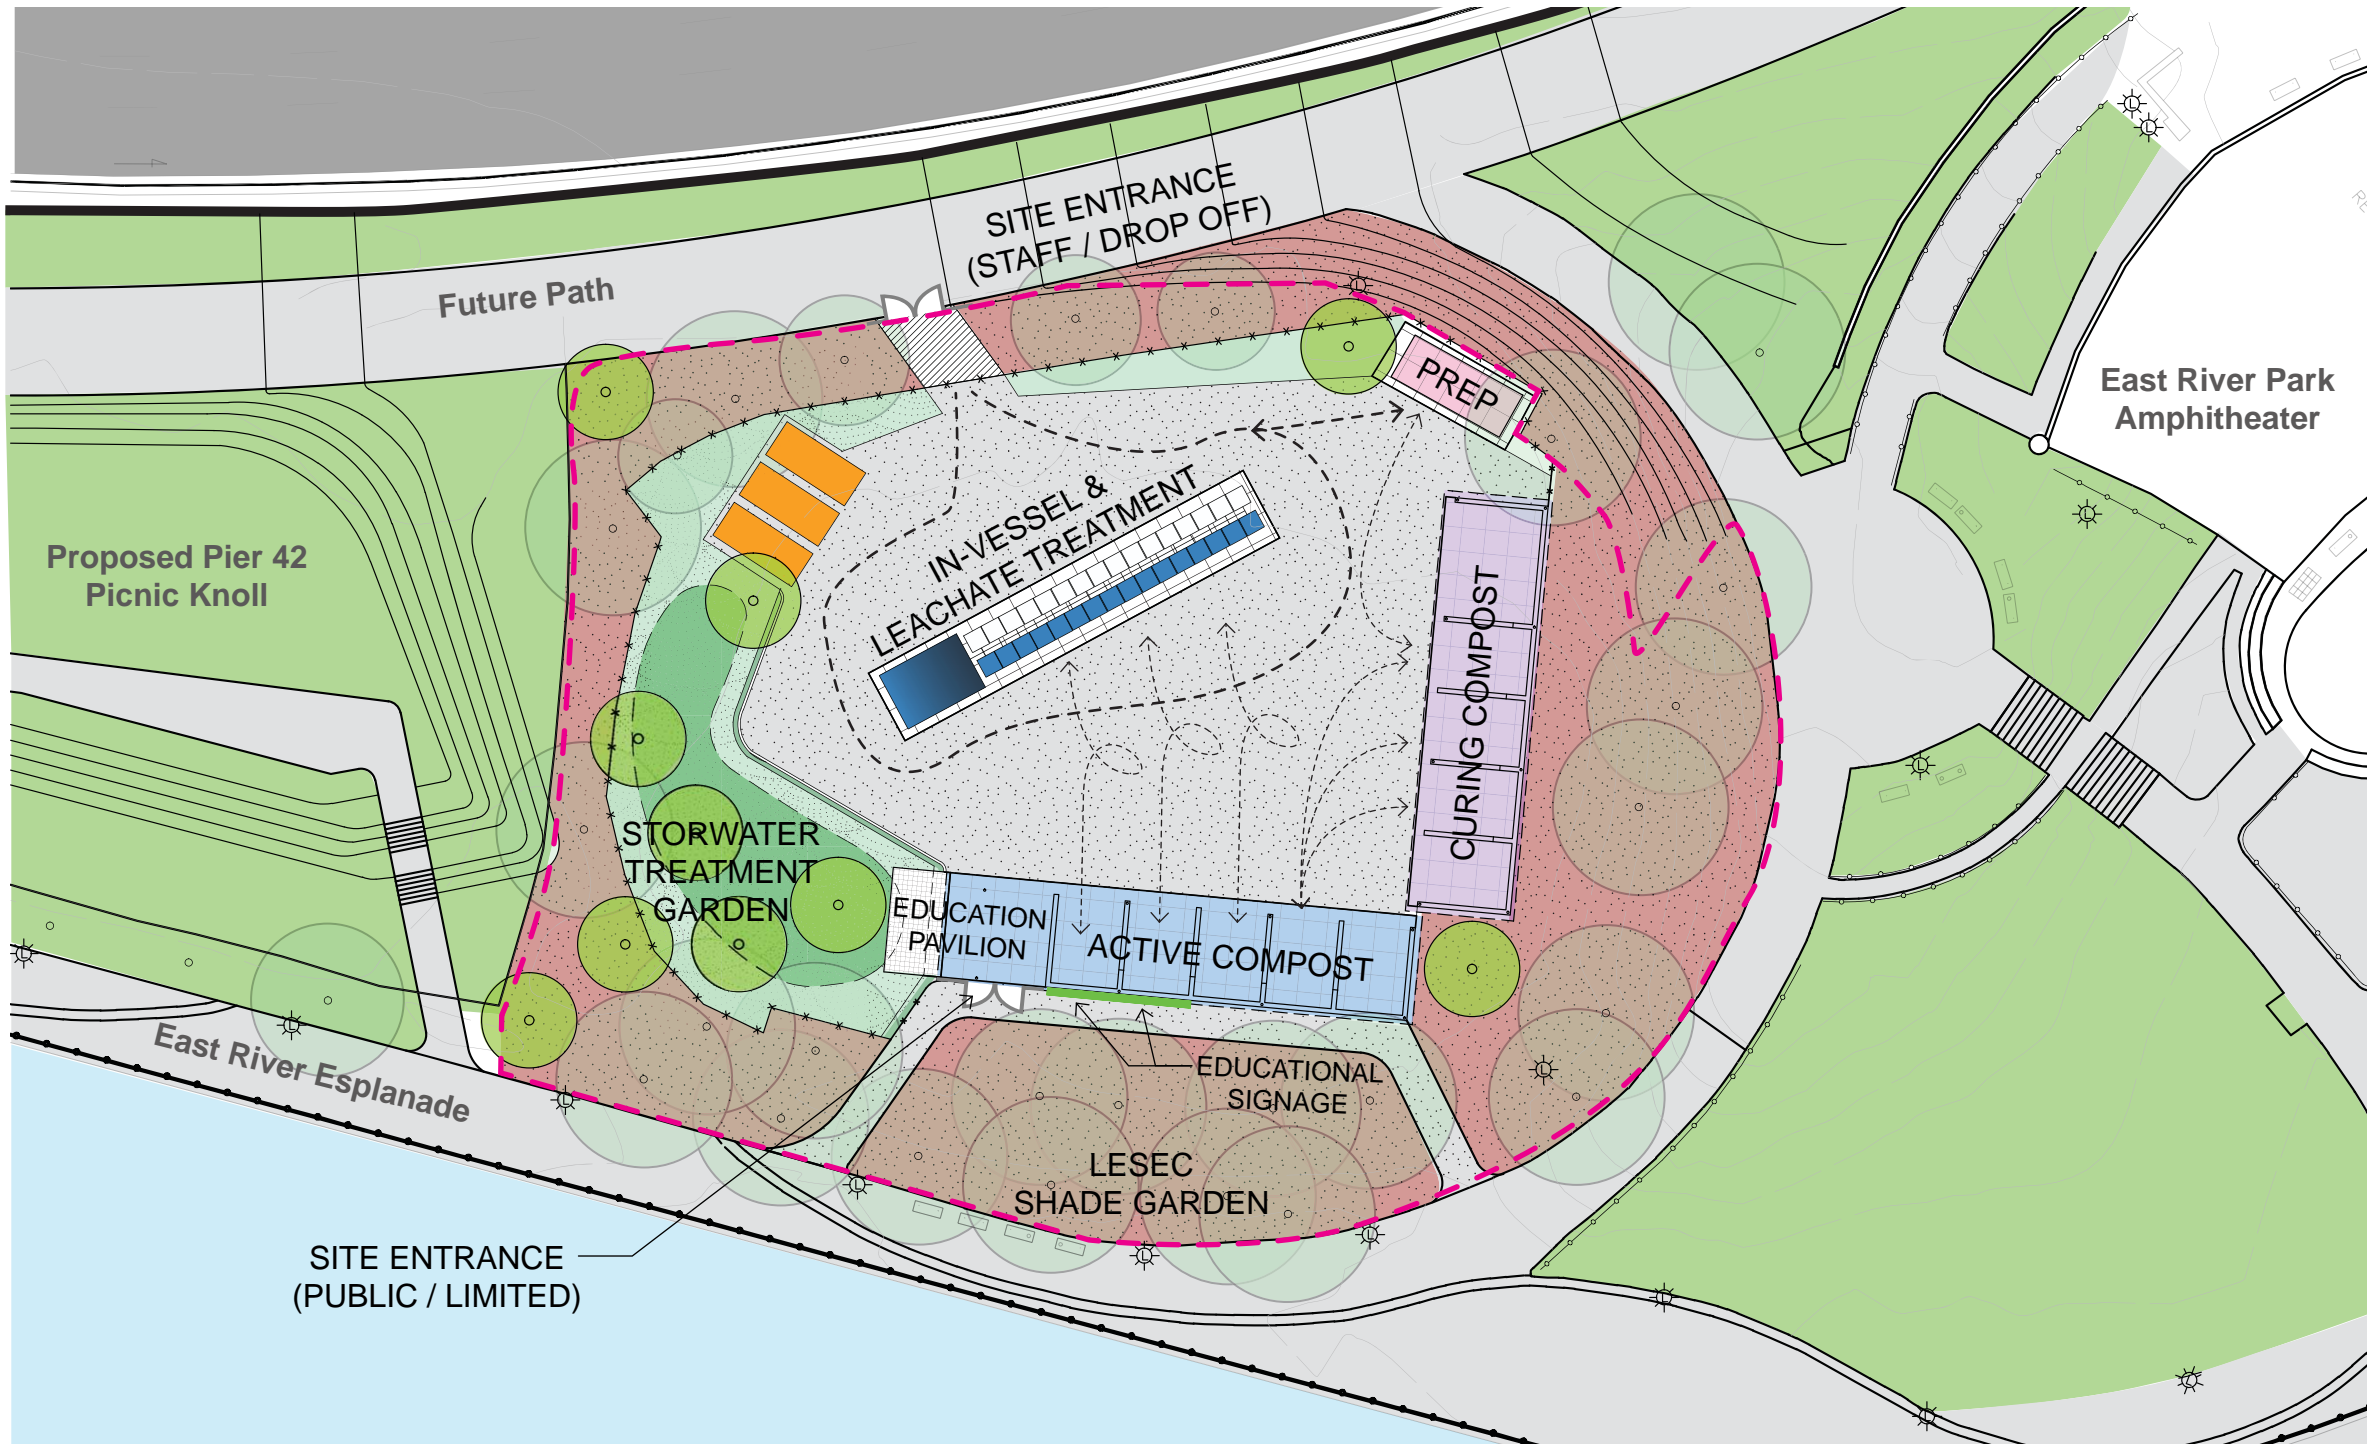 SITE ENTRANCE
(STAFF / DROP OFF)
Future Path
PREP
East River Park
Amphitheater
IN-VESSEL &
LEACHATE TREATMENT
Proposed Pier 42
Picnic Knoll
CURING COMPOST
STORWATER
TREATMENT
GARDEN
EDUCATION
PAVILION
ACTIVE COMPOST
East River Esplanade
EDUCATIONAL
SIGNAGE
LESEC
SHADE GARDEN
SITE ENTRANCE
(PUBLIC / LIMITED)